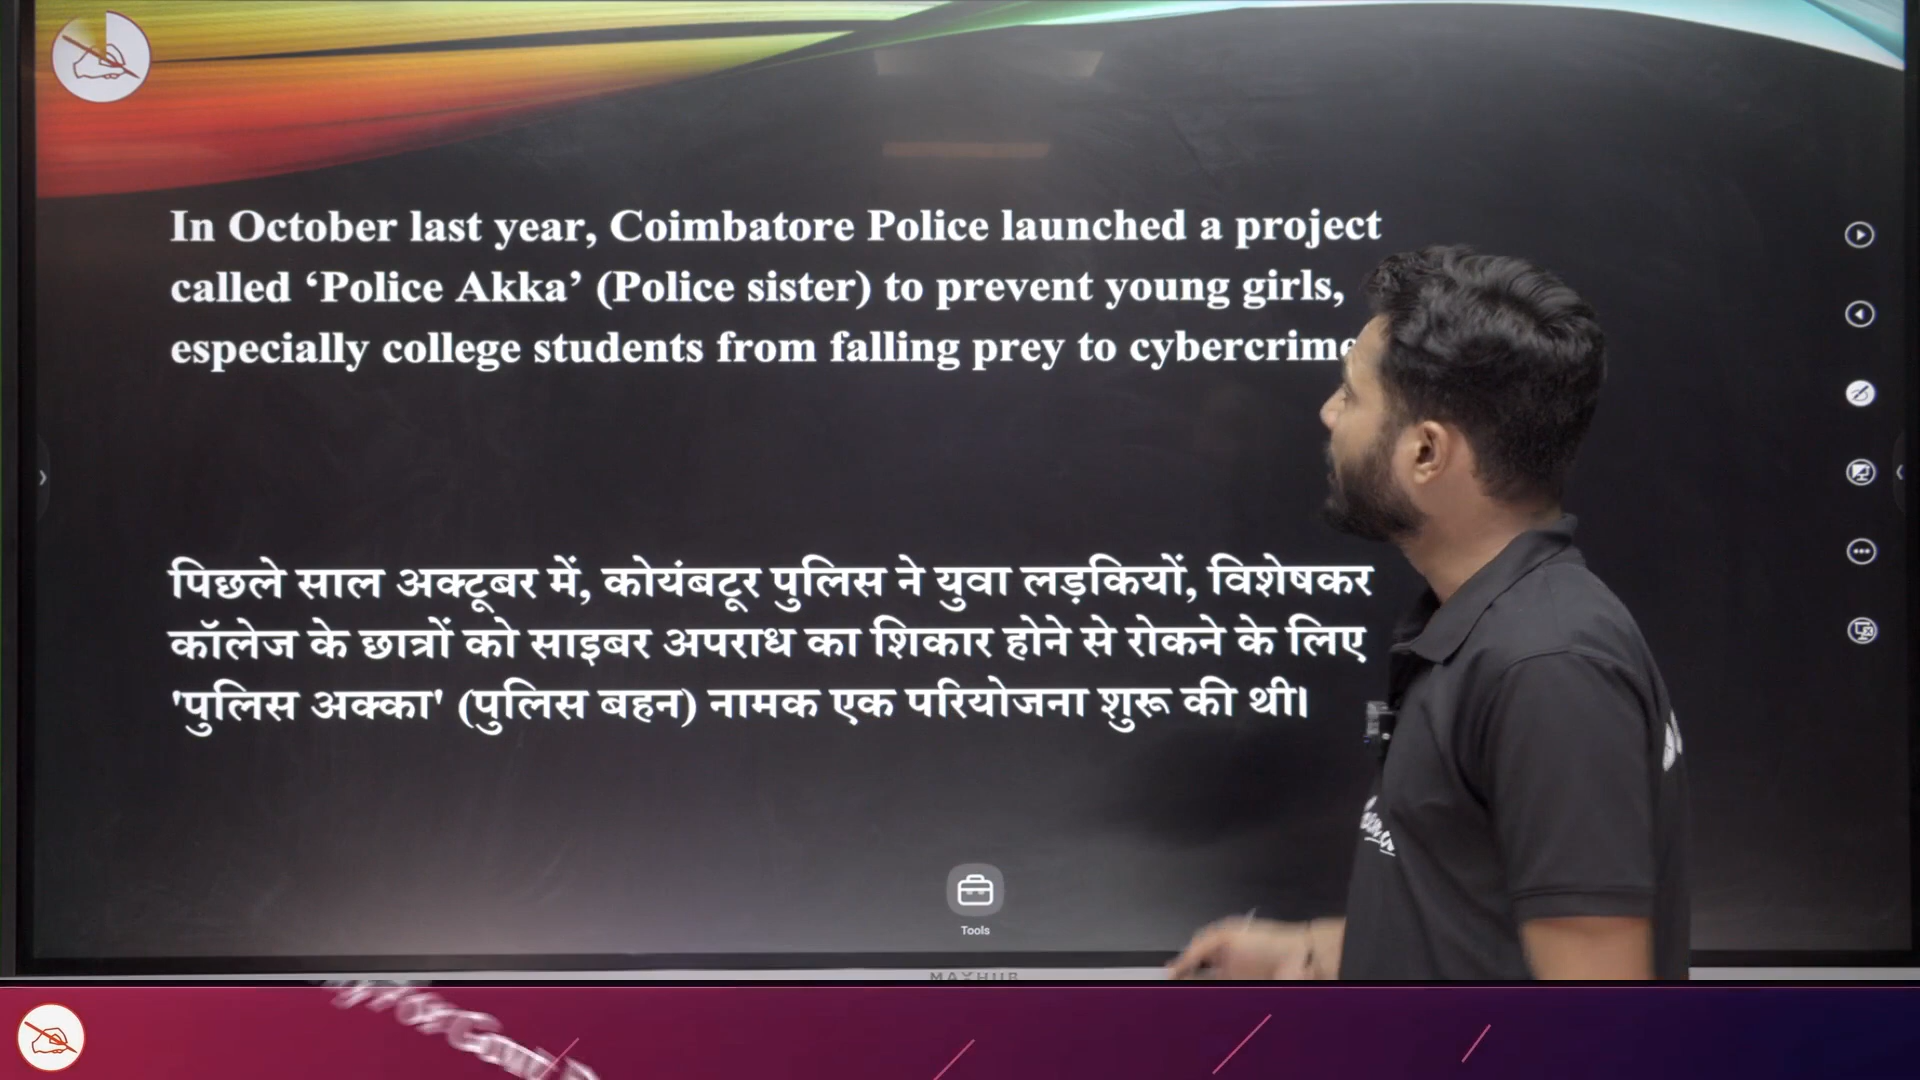 In October last year, Coimbatore Police launched a project
called ‘Police Akka’ (Police sister) to prevent young girls,
especially college students from falling prey to cybercrime
पिछले साल अक्टूबर में, कोयंबटूर पुलिस ने युवा लड़कियों, विशेषकर
कॉलेज के छात्रों को साइबर अपराध का शिकार होने से रोकने के लिए
'पुलिस अक्का' (पुलिस बहन) नामक एक परियोजना शुरू की थी।
Tools
MAXHUB